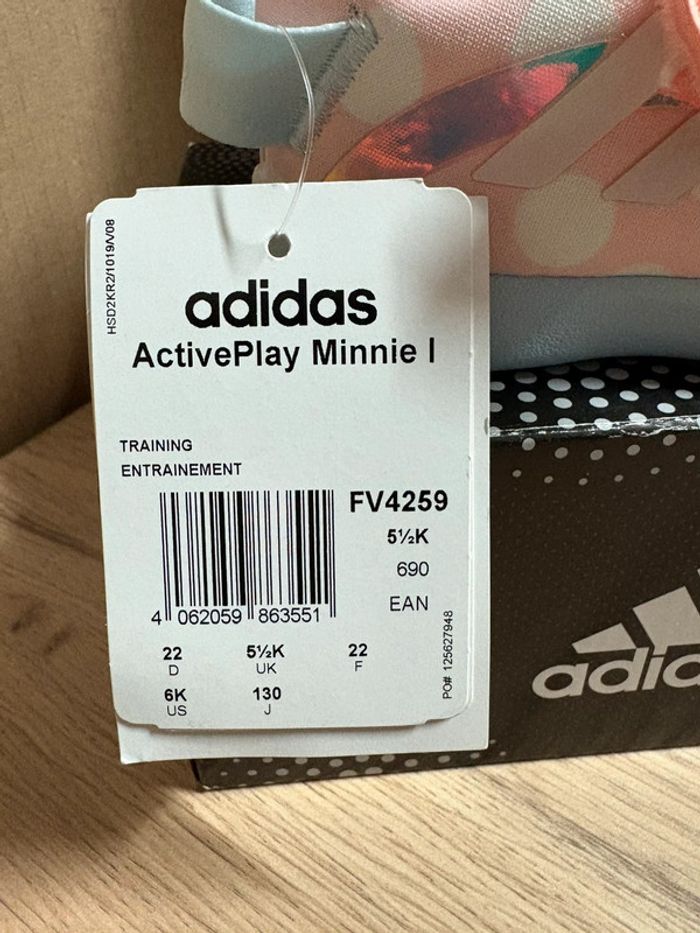 HSD2KR2/1019/V08
adidas
ActivePlay Minnie I
TRAINING
ENTRAINEMENT
FV4259
5½K
690
EAN
4 062059 863551
PO# 125627948
22 5½K 22
D UK F
6K 130
US J